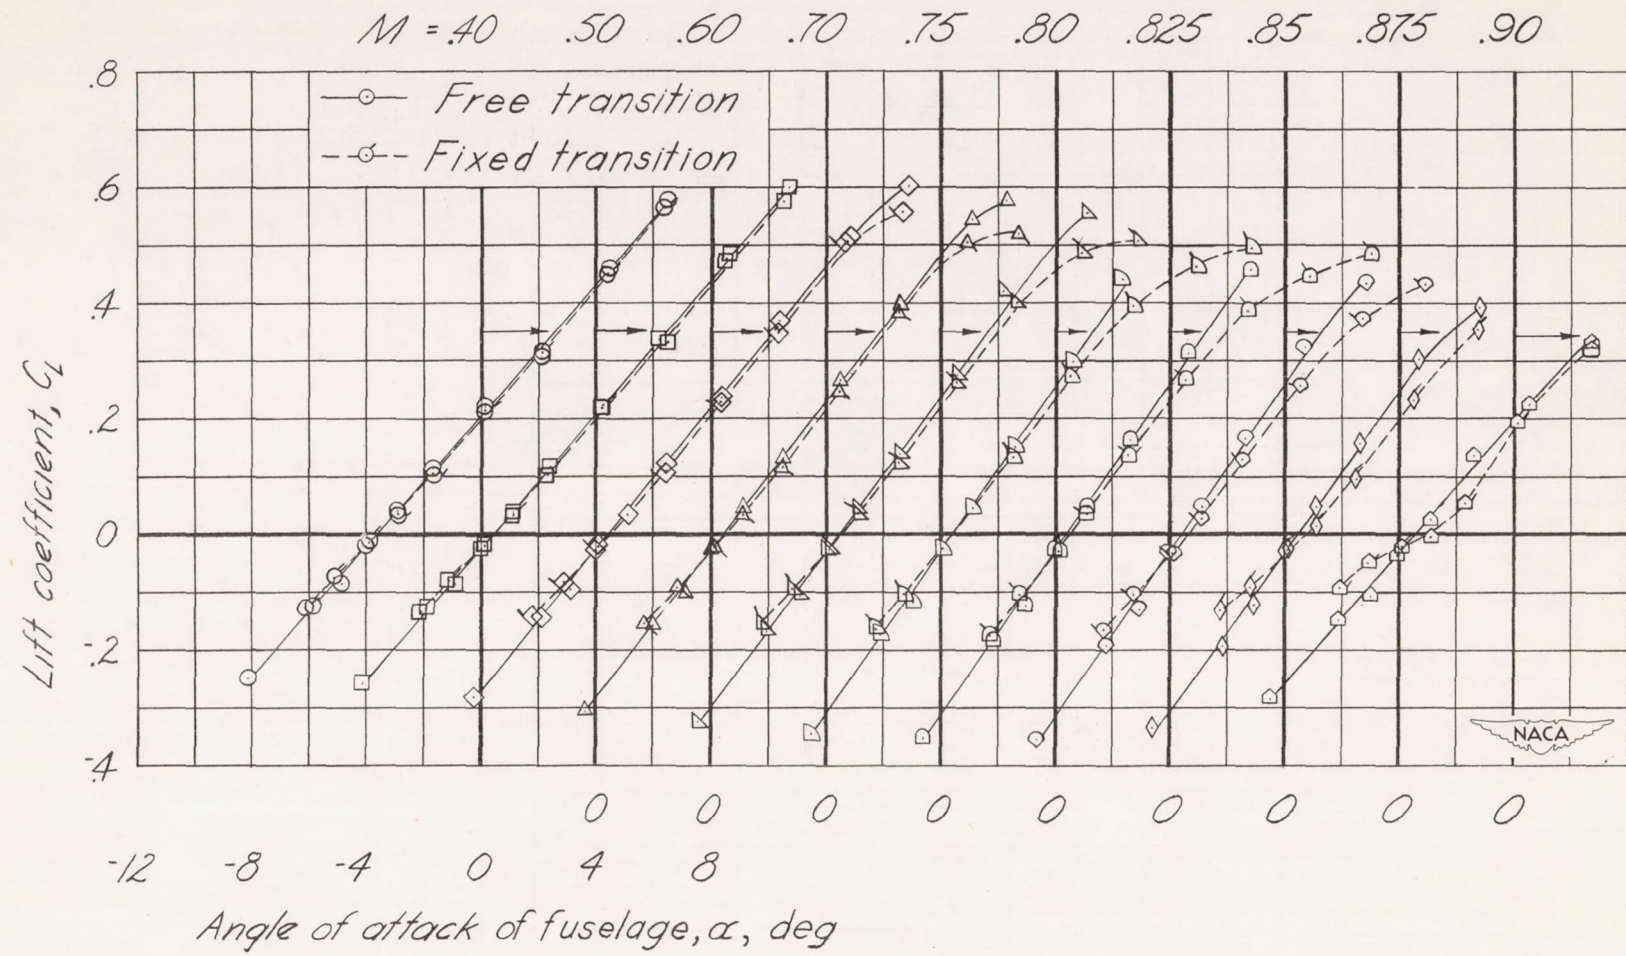 M = .40 .50 .60 .70 .75 .80 .825 .85 .875 .90
.8
Free transition
Fixed transition
.6
.4
.2
0
-.2
-.4
Lift coefficient, C_L
NACA
0 0 0 0 0 0 0 0 0
-12 -8 -4 0 4 8
Angle of attack of fuselage, α, deg